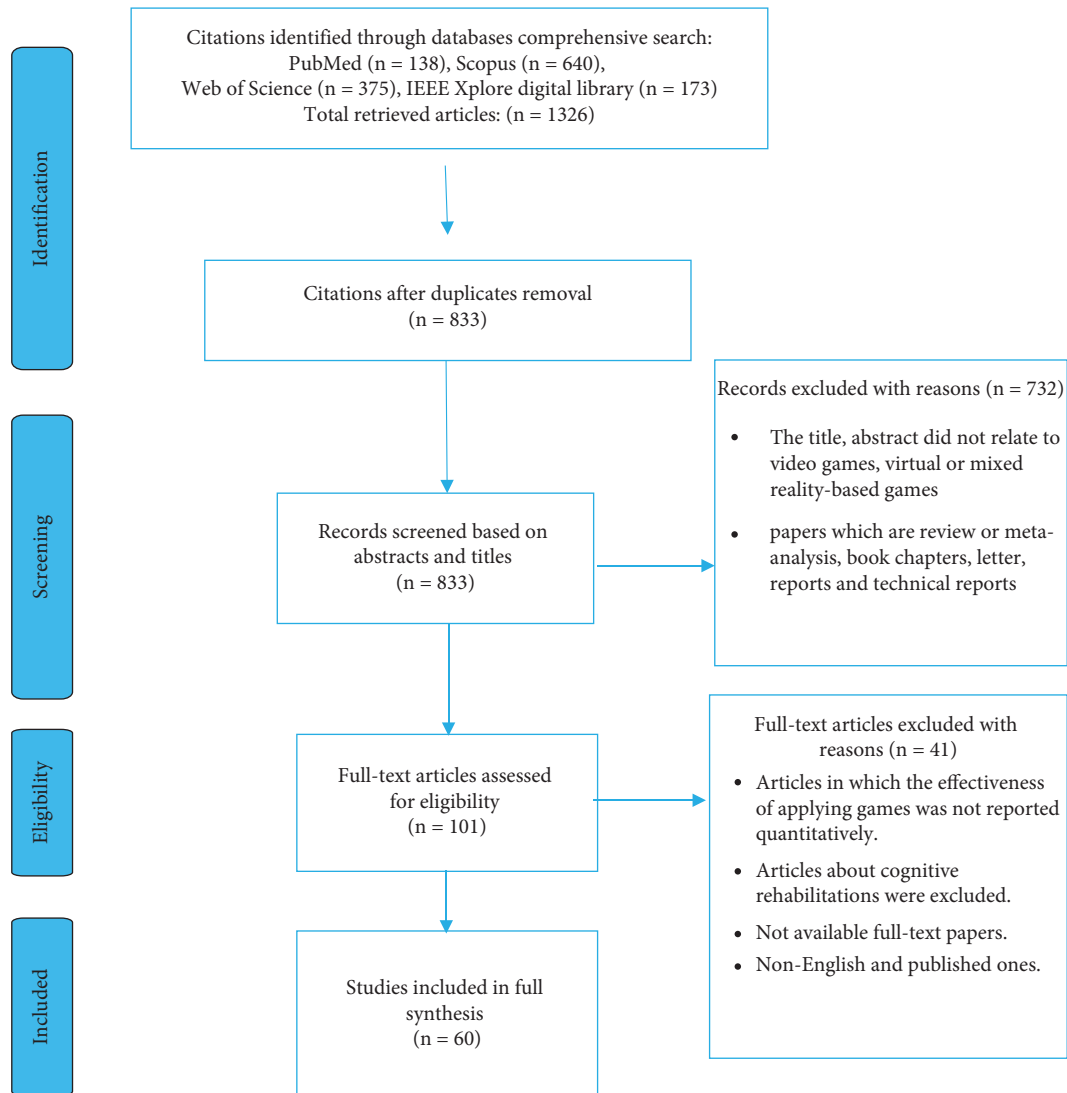 Identification
Citations identified through databases comprehensive search:
PubMed (n = 138), Scopus (n = 640),
Web of Science (n = 375), IEEE Xplore digital library (n = 173)
Total retrieved articles: (n = 1326)
Citations after duplicates removal
(n = 833)
Screening
Records screened based on
abstracts and titles
(n = 833)
Records excluded with reasons (n = 732)
• The title, abstract did not relate to
video games, virtual or mixed
reality-based games
• papers which are review or meta-
analysis, book chapters, letter,
reports and technical reports
Eligibility
Full-text articles assessed
for eligibility
(n = 101)
Full-text articles excluded with
reasons (n = 41)
• Articles in which the effectiveness
of applying games was not reported
quantitatively.
• Articles about cognitive
rehabilitations were excluded.
• Not available full-text papers.
• Non-English and published ones.
Included
Studies included in full
synthesis
(n = 60)